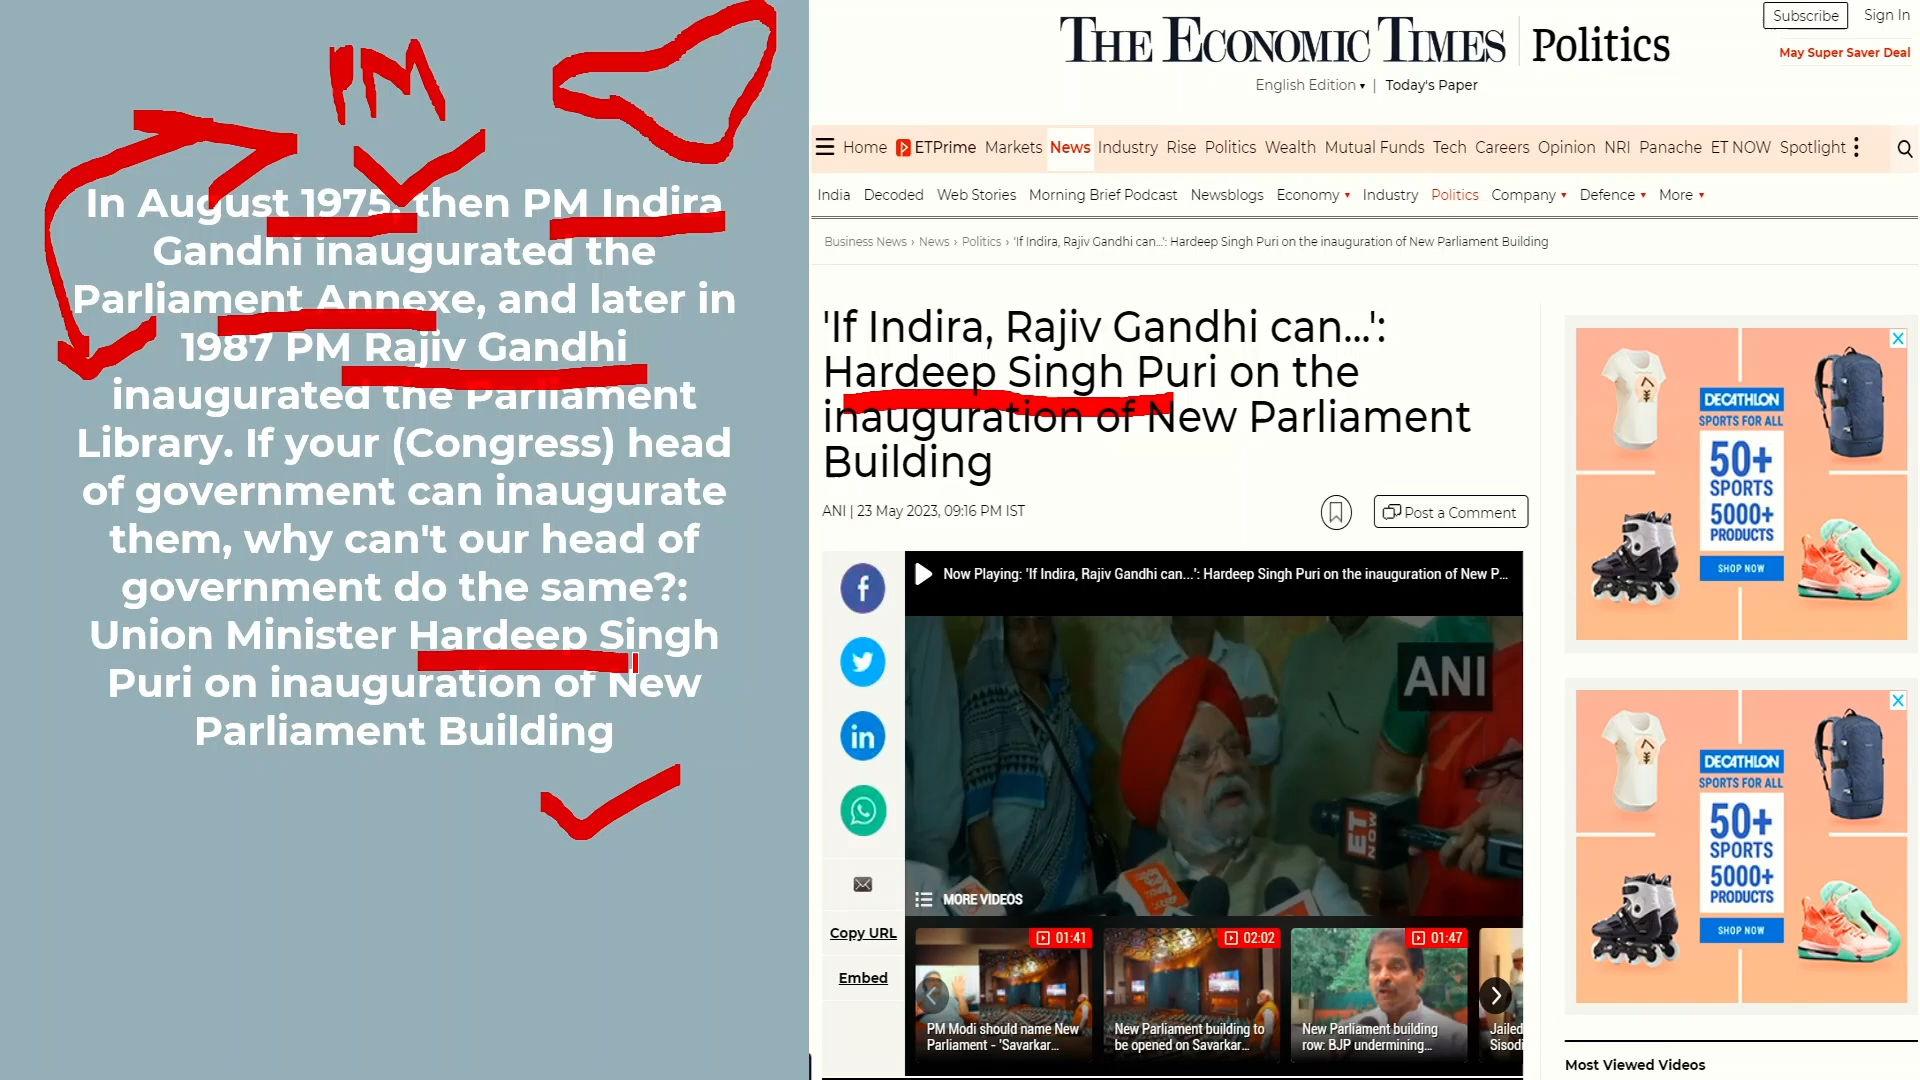 PM
In August 1975, then PM Indira
Gandhi inaugurated the
Parliament Annexe, and later in
1987 PM Rajiv Gandhi
inaugurated the Parliament
Library. If your (Congress) head
of government can inaugurate
them, why can't our head of
government do the same?:
Union Minister Hardeep Singh
Puri on inauguration of New
Parliament Building
THE ECONOMIC TIMES | Politics
Subscribe Sign In
May Super Saver Deal
English Edition ▾ | Today's Paper
Home ETPrime Markets News Industry Rise Politics Wealth Mutual Funds Tech Careers Opinion NRI Panache ET NOW Spotlight
India Decoded Web Stories Morning Brief Podcast Newsblogs Economy ▾ Industry Politics Company ▾ Defence ▾ More ▾
Business News › News › Politics › 'If Indira, Rajiv Gandhi can...': Hardeep Singh Puri on the inauguration of New Parliament Building
'If Indira, Rajiv Gandhi can...':
Hardeep Singh Puri on the
inauguration of New Parliament
Building
ANI | 23 May 2023, 09:16 PM IST
Post a Comment
Now Playing: 'If Indira, Rajiv Gandhi can...': Hardeep Singh Puri on the inauguration of New P...
ANI
ET NOW
MORE VIDEOS
Copy URL
Embed
01:41
PM Modi should name New
Parliament - 'Savarkar...
02:02
New Parliament building to
be opened on Savarkar...
01:47
New Parliament building
row: BJP undermining...
Jailed
Sisodi
DECATHLON
SPORTS FOR ALL
50+
SPORTS
5000+
PRODUCTS
SHOP NOW
DECATHLON
SPORTS FOR ALL
50+
SPORTS
5000+
PRODUCTS
SHOP NOW
Most Viewed Videos